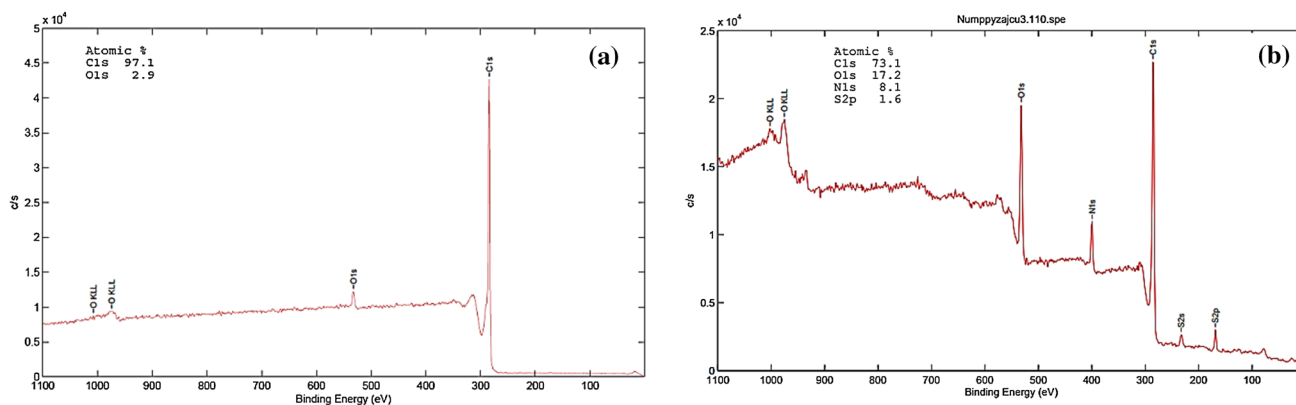 x 10⁴
5
4.5
4
3.5
3
2.5
2
1.5
1
0.5
0
c/s
Atomic %
C1s 97.1
O1s 2.9
(a)
–O KLL
–O KLL
–O1s
–C1s
1100 1000 900 800 700 600 500 400 300 200 100
Binding Energy (eV)
Numppyzajcu3.110.spe
x 10⁴
2.5
2
1.5
1
0.5
0
c/s
Atomic %
C1s 73.1
O1s 17.2
N1s 8.1
S2p 1.6
(b)
–O KLL
–O KLL
–O1s
–N1s
–C1s
–S2s
–S2p
1100 1000 900 800 700 600 500 400 300 200 100 0
Binding Energy (eV)